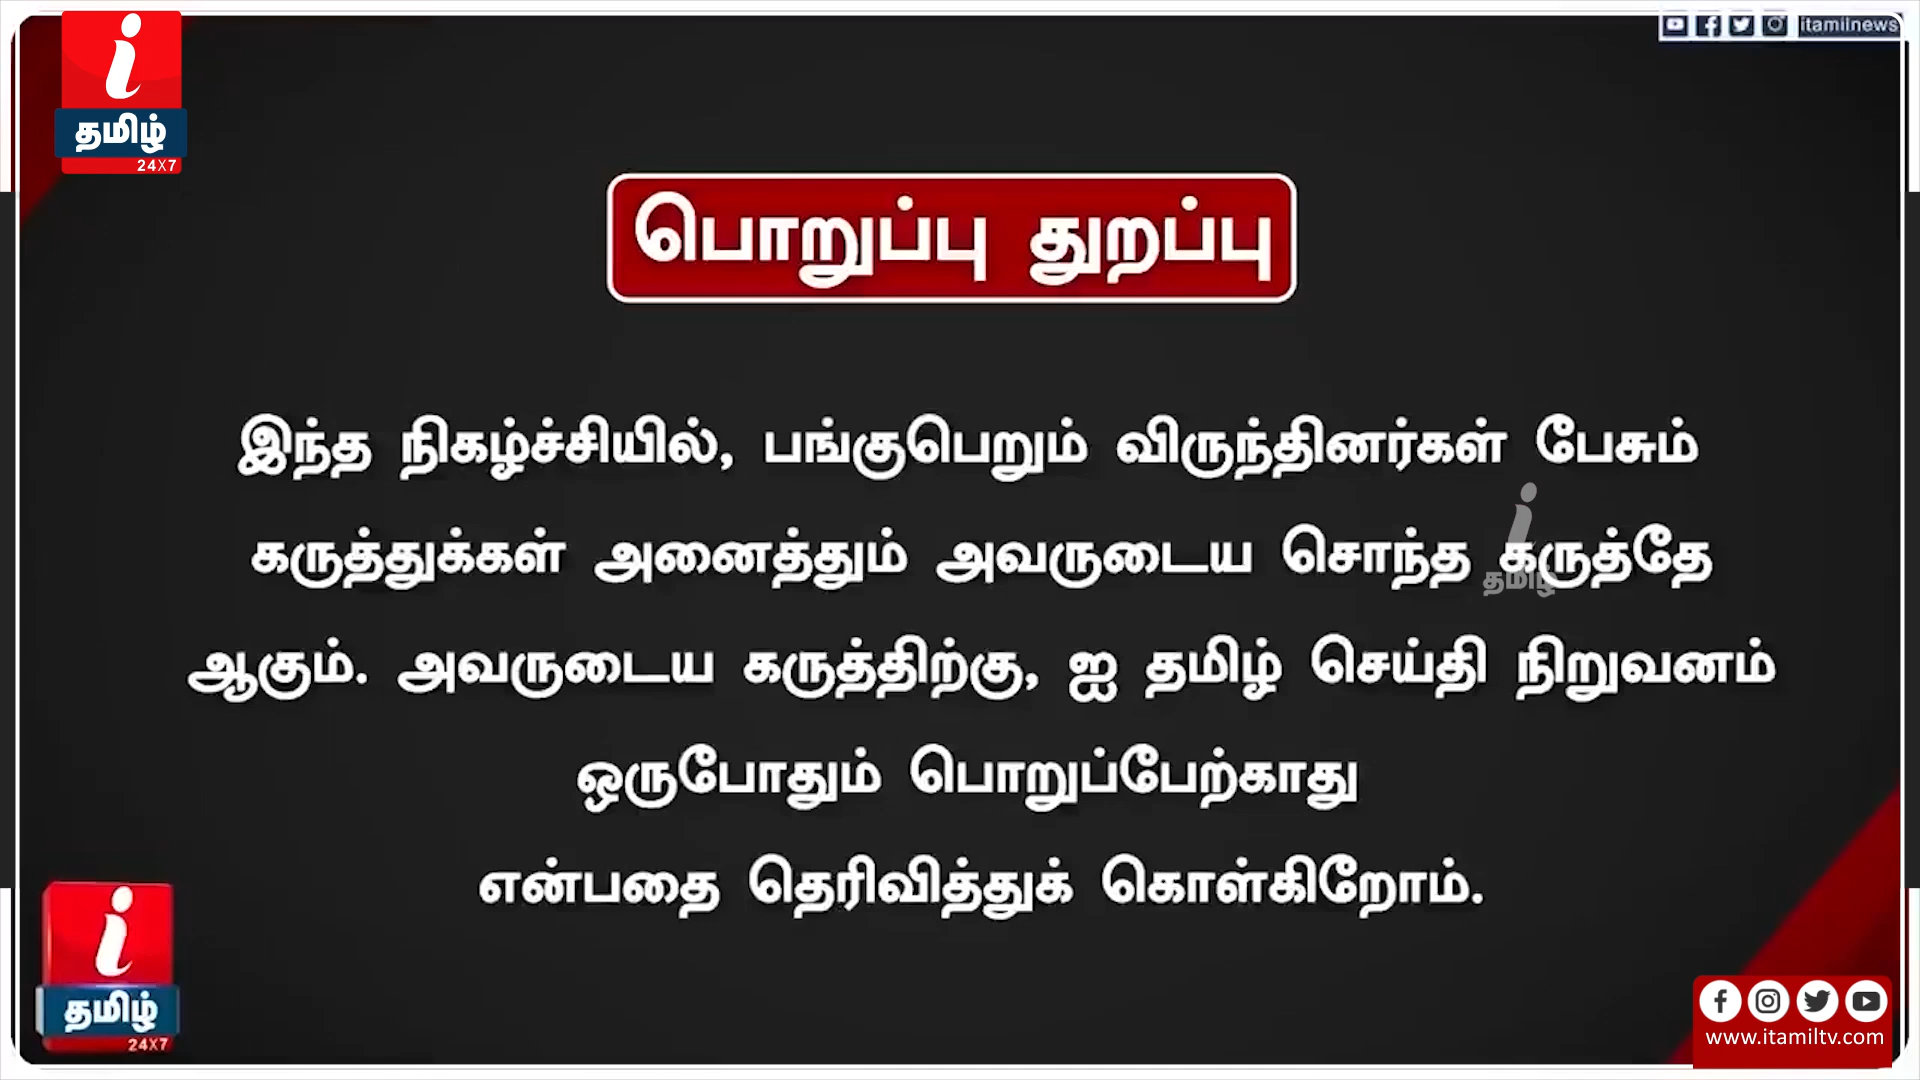 i
தமிழ்
24X7
itamilnews
பொறுப்பு துறப்பு
இந்த நிகழ்ச்சியில், பங்குபெறும் விருந்தினர்கள் பேசும்
கருத்துக்கள் அனைத்தும் அவருடைய சொந்த கருத்தே
i
தமிழ்
ஆகும். அவருடைய கருத்திற்கு, ஐ தமிழ் செய்தி நிறுவனம்
ஒருபோதும் பொறுப்பேற்காது
என்பதை தெரிவித்துக் கொள்கிறோம்.
i
தமிழ்
24X7
www.itamiltv.com